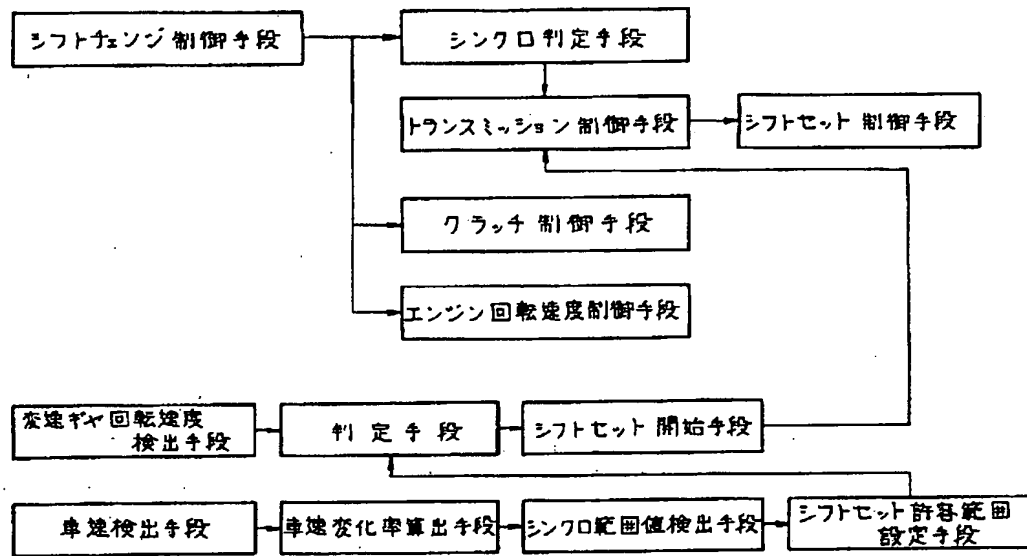 シフトチェンジ制御手段
シンクロ判定手段
トランスミッション制御手段
シフトセット制御手段
クラッチ制御手段
エンジン回転速度制御手段
変速ギヤ回転速度
検出手段
判定手段
シフトセット開始手段
車速検出手段
車速変化率算出手段
シンクロ範囲値検出手段
シフトセット許容範囲
設定手段